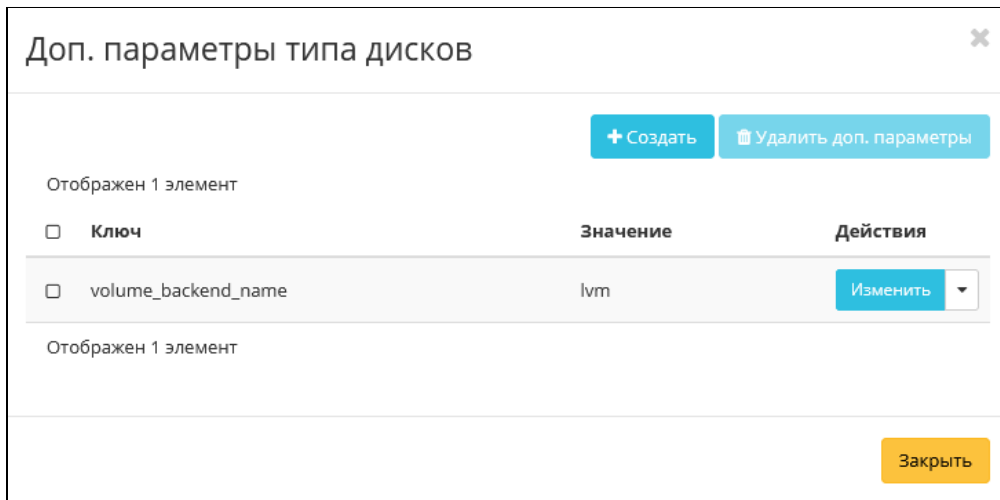 Доп. параметры типа дисков
Создать Удалить доп. параметры
Отображен 1 элемент
Ключ Значение Действия
volume_backend_name lvm Изменить
Отображен 1 элемент
Закрыть